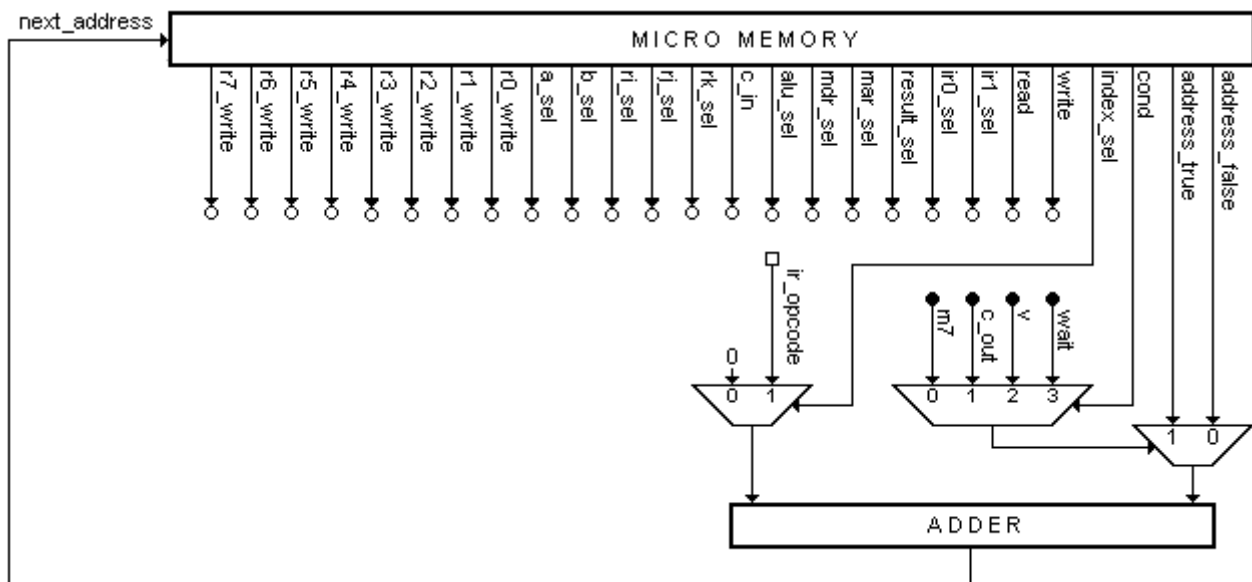 next_address
MICRO MEMORY
r7_write
r6_write
r5_write
r4_write
r3_write
r2_write
r1_write
r0_write
a_sel
b_sel
ri_sel
rj_sel
rk_sel
c_in
alu_sel
mdr_sel
mar_sel
result_sel
ir0_sel
ir1_sel
read
write
index_sel
cond
address_true
address_false
ir_opcode
m7
c_out
v
wait
0
0 1
0 1 2 3
1 0
ADDER